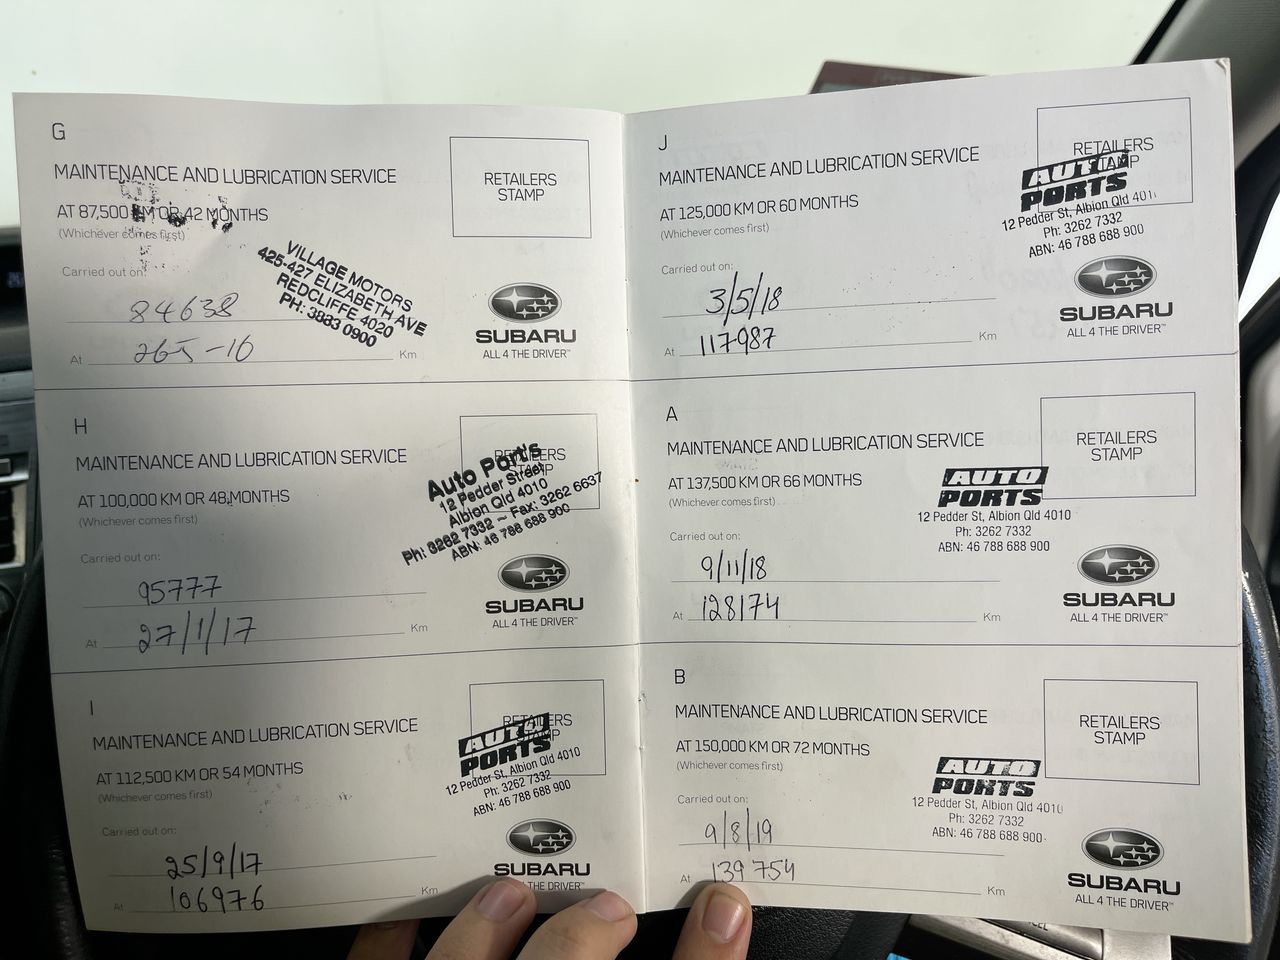 G
MAINTENANCE AND LUBRICATION SERVICE
AT 87,500 KM OR 42 MONTHS
(Whichever comes first)
RETAILERS
STAMP
Carried out on:
84638
At 26-5-16 Km
VILLAGE MOTORS
425-427 ELIZABETH AVE
REDCLIFFE 4020
PH: 3883 0900
SUBARU
ALL 4 THE DRIVER™
H
MAINTENANCE AND LUBRICATION SERVICE
AT 100,000 KM OR 48 MONTHS
(Whichever comes first)
RETAILERS
STAMP
Auto Port's
12 Pedder Street
Albion Qld 4010
Ph: 3262 7332 ~ Fax: 3262 6637
ABN: 46 788 688 900
Carried out on:
95777
At 27/1/17 Km
SUBARU
ALL 4 THE DRIVER™
I
MAINTENANCE AND LUBRICATION SERVICE
AT 112,500 KM OR 54 MONTHS
(Whichever comes first)
RETAILERS
STAMP
AUTO
PORTS
12 Pedder St, Albion Qld 4010
Ph: 3262 7332
ABN: 46 788 688 900
Carried out on:
25/9/17
At 106976 Km
SUBARU
THE DRIVER™
J
MAINTENANCE AND LUBRICATION SERVICE
AT 125,000 KM OR 60 MONTHS
(Whichever comes first)
RETAILERS
STAMP
AUTO
PORTS
12 Pedder St, Albion Qld 401
Ph: 3262 7332
ABN: 46 788 688 900
Carried out on:
3/5/18
At 117987 Km
SUBARU
ALL 4 THE DRIVER™
A
MAINTENANCE AND LUBRICATION SERVICE
AT 137,500 KM OR 66 MONTHS
(Whichever comes first)
RETAILERS
STAMP
AUTO
PORTS
12 Pedder St, Albion Qld 4010
Ph: 3262 7332
ABN: 46 788 688 900
Carried out on:
9/11/18
At 128174 Km
SUBARU
ALL 4 THE DRIVER™
B
MAINTENANCE AND LUBRICATION SERVICE
AT 150,000 KM OR 72 MONTHS
(Whichever comes first)
RETAILERS
STAMP
AUTO
PORTS
12 Pedder St, Albion Qld 4010
Ph: 3262 7332
ABN: 46 788 688 900
Carried out on:
9/8/19
At 139754 Km
SUBARU
ALL 4 THE DRIVER™